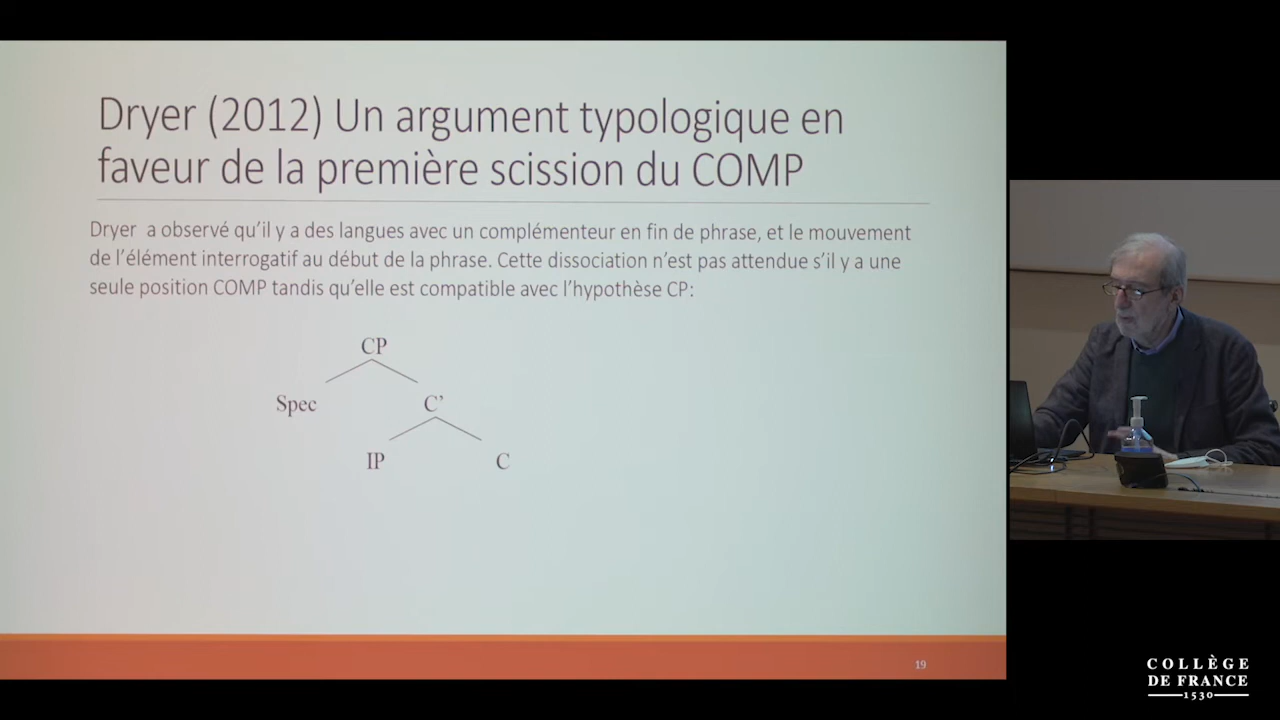 Dryer (2012) Un argument typologique en
faveur de la première scission du COMP
Dryer a observé qu'il y a des langues avec un complémenteur en fin de phrase, et le mouvement
de l'élément interrogatif au début de la phrase. Cette dissociation n'est pas attendue s'il y a une
seule position COMP tandis qu'elle est compatible avec l'hypothèse CP:
CP
Spec C’
IP C
19
COLLÈGE
DE FRANCE
1530